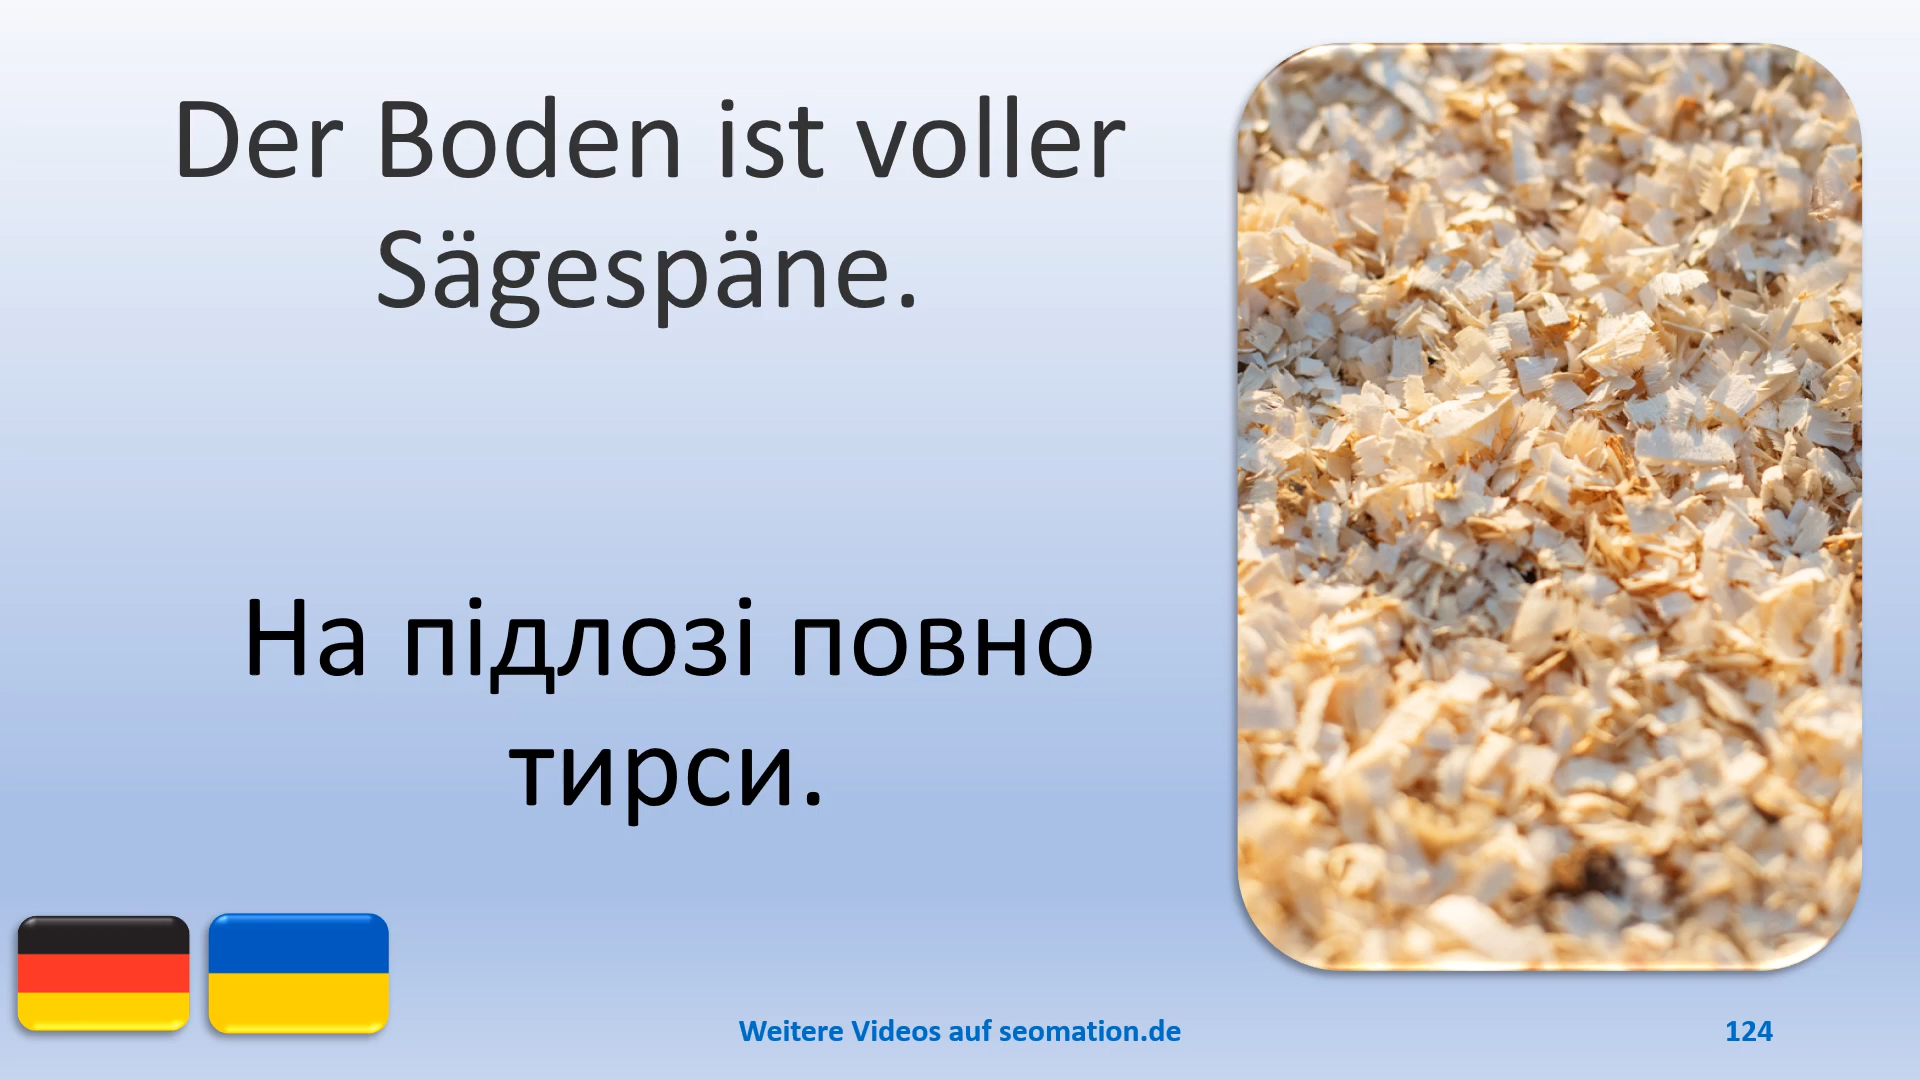 Der Boden ist voller
Sägespäne.
На підлозі повно
тирси.
Weitere Videos auf seomation.de
124